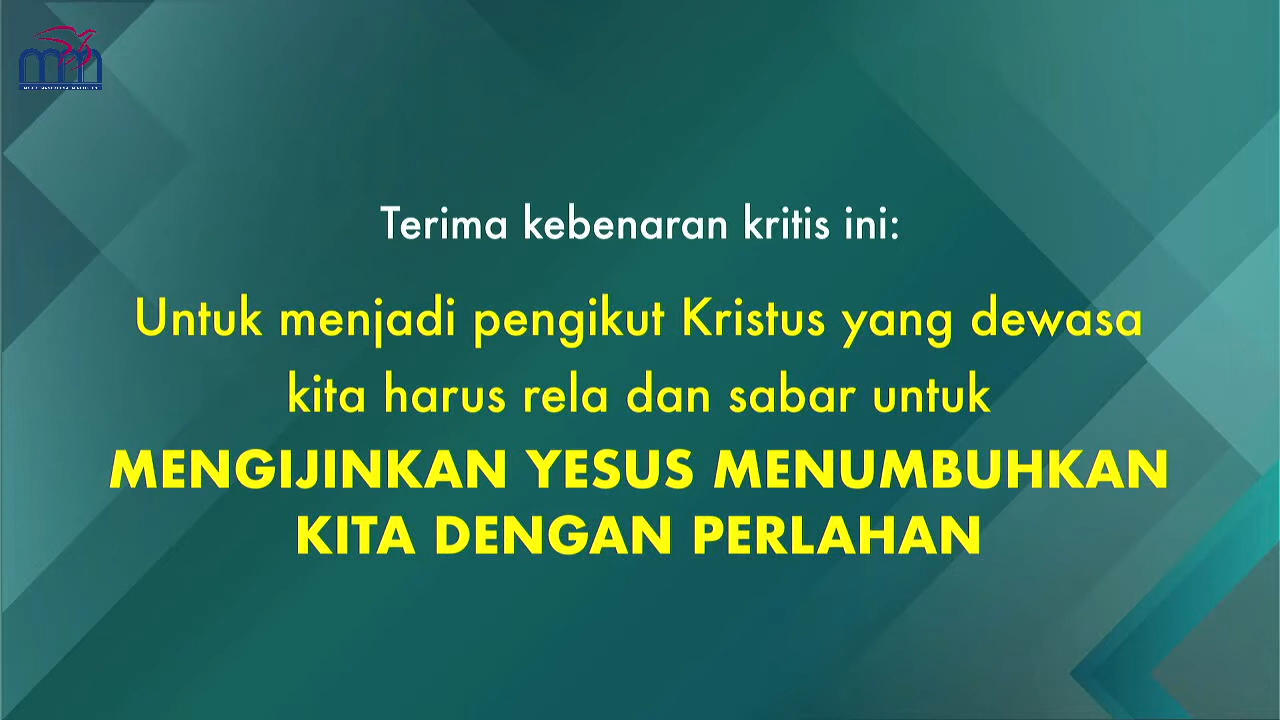 Terima kebenaran kritis ini:
Untuk menjadi pengikut Kristus yang dewasa
kita harus rela dan sabar untuk
MENGIJINKAN YESUS MENUMBUHKAN
KITA DENGAN PERLAHAN